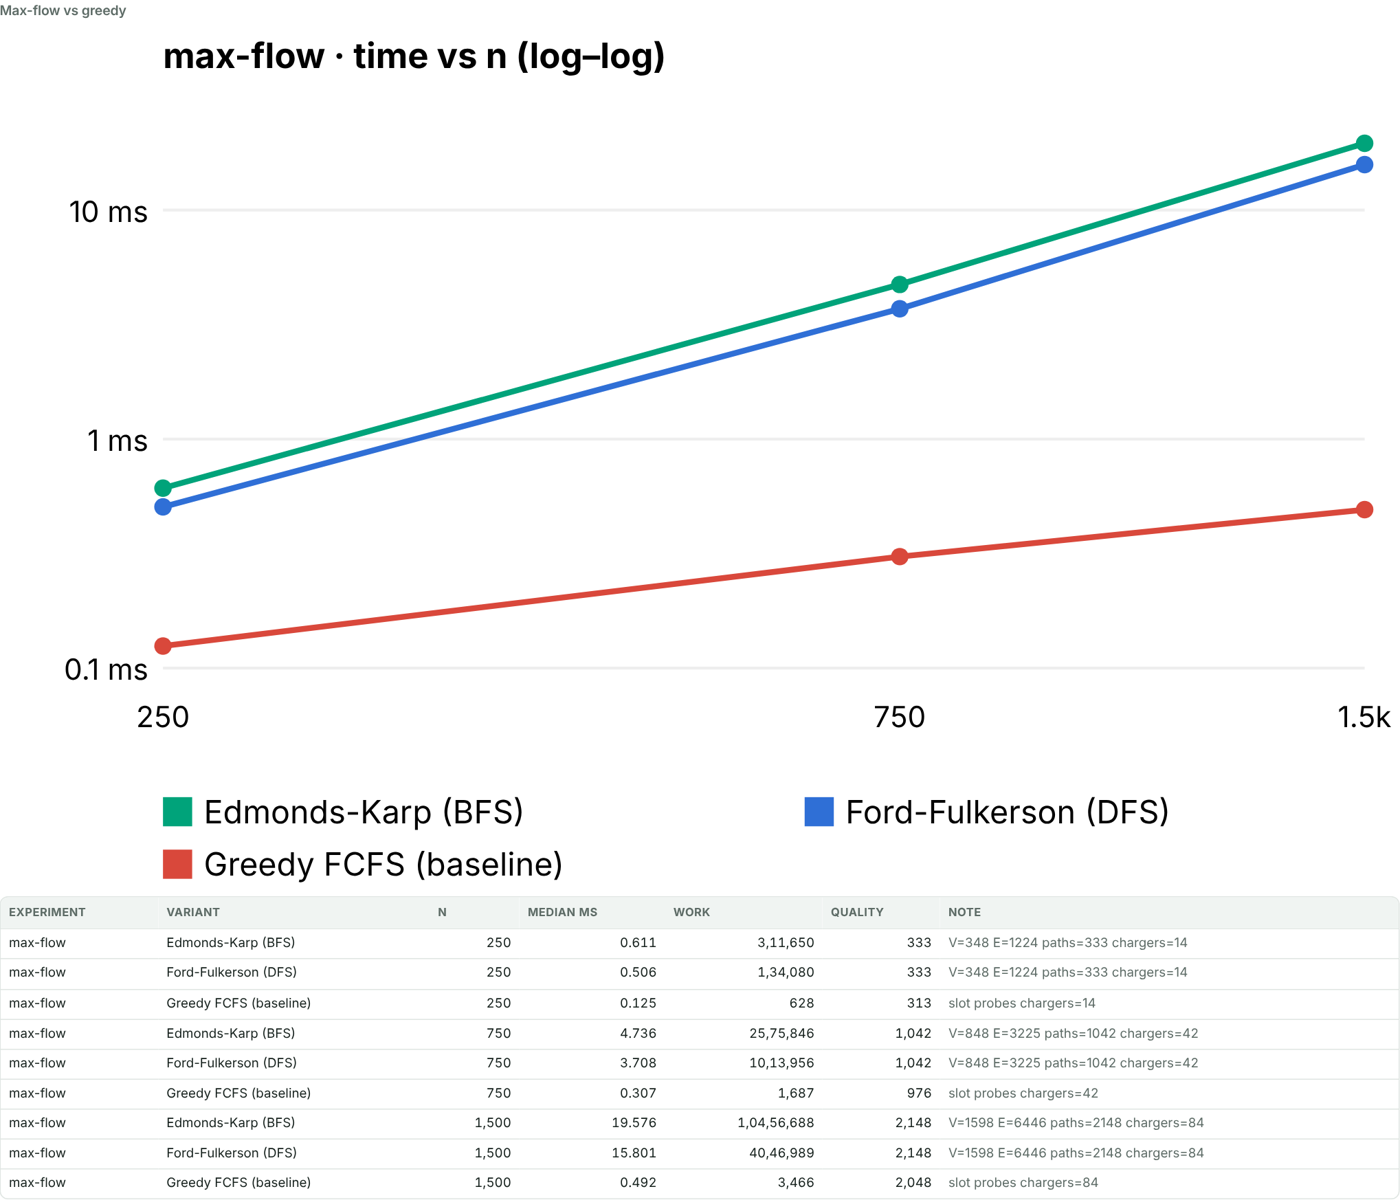 Max-flow vs greedy
max-flow · time vs n (log–log)
10 ms
1 ms
0.1 ms
250 750 1.5k
Edmonds-Karp (BFS) Ford-Fulkerson (DFS)
Greedy FCFS (baseline)
EXPERIMENT VARIANT N MEDIAN MS WORK QUALITY NOTE
max-flow Edmonds-Karp (BFS) 250 0.611 3,11,650 333 V=348 E=1224 paths=333 chargers=14
max-flow Ford-Fulkerson (DFS) 250 0.506 1,34,080 333 V=348 E=1224 paths=333 chargers=14
max-flow Greedy FCFS (baseline) 250 0.125 628 313 slot probes chargers=14
max-flow Edmonds-Karp (BFS) 750 4.736 25,75,846 1,042 V=848 E=3225 paths=1042 chargers=42
max-flow Ford-Fulkerson (DFS) 750 3.708 10,13,956 1,042 V=848 E=3225 paths=1042 chargers=42
max-flow Greedy FCFS (baseline) 750 0.307 1,687 976 slot probes chargers=42
max-flow Edmonds-Karp (BFS) 1,500 19.576 1,04,56,688 2,148 V=1598 E=6446 paths=2148 chargers=84
max-flow Ford-Fulkerson (DFS) 1,500 15.801 40,46,989 2,148 V=1598 E=6446 paths=2148 chargers=84
max-flow Greedy FCFS (baseline) 1,500 0.492 3,466 2,048 slot probes chargers=84